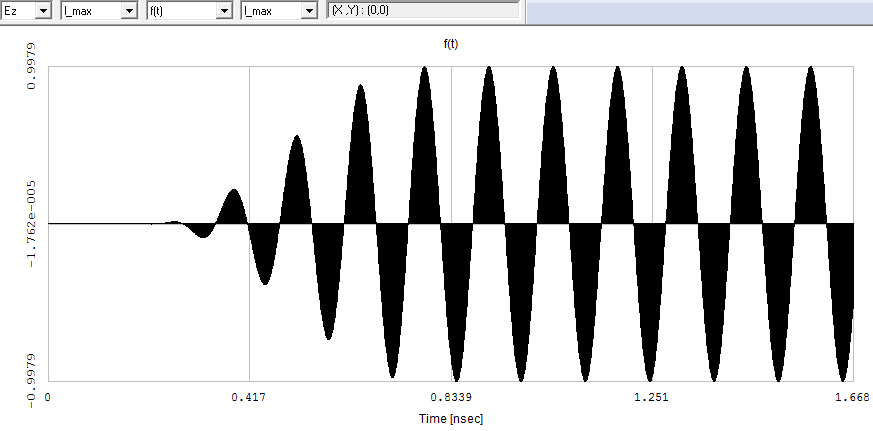 Ez I_max f(t) I_max (X ,Y) : (0,0)
f(t)
0.9979
-1.762e-005
-0.9979
0 0.417 0.8339 1.251 1.668
Time [nsec]